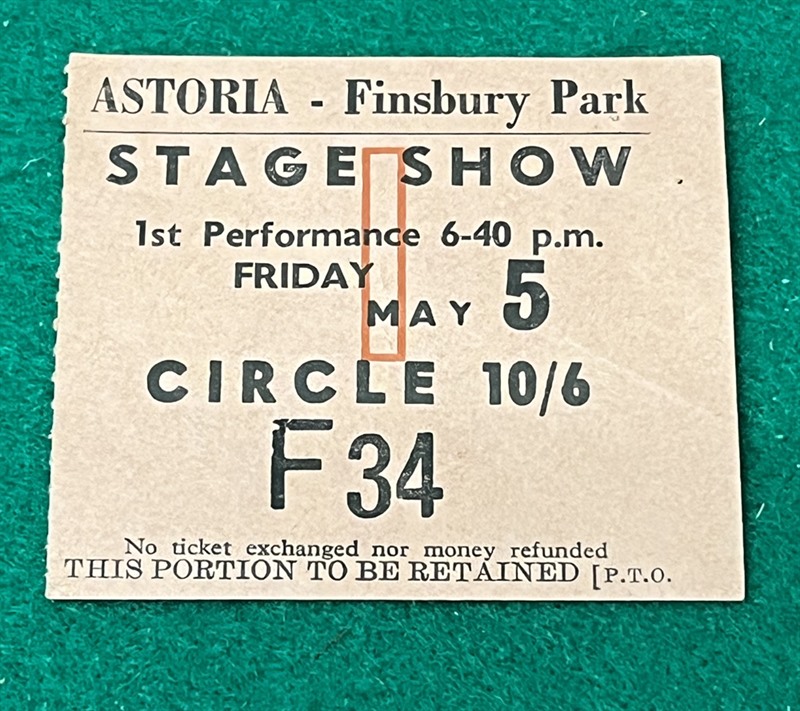 ASTORIA - Finsbury Park
STAGE SHOW
1st Performance 6-40 p.m.
FRIDAY
MAY 5
CIRCLE 10/6
F 34
No ticket exchanged nor money refunded
THIS PORTION TO BE RETAINED [P.T.O.